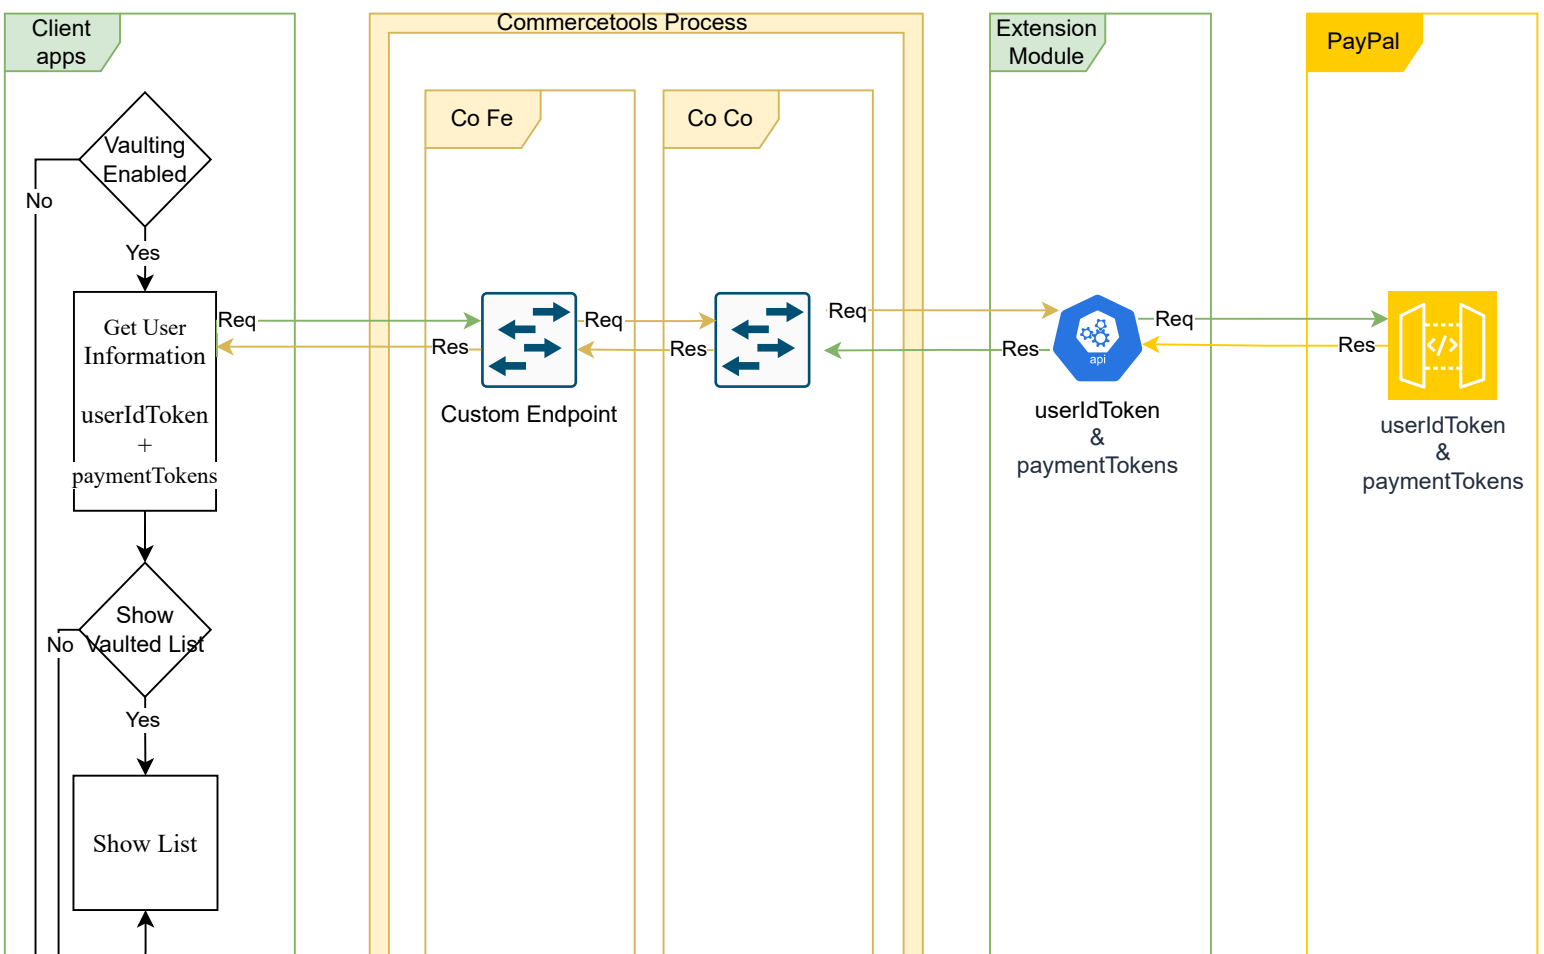 Client
apps
Commercetools Process
Extension
Module
PayPal
Co Fe
Co Co
Vaulting
Enabled
No
Yes
Get User
Information
userIdToken
+
paymentTokens
Req
Res
Req
Res
Req
Res
Req
Res
Custom Endpoint
api
userIdToken
&
paymentTokens
</>
userIdToken
&
paymentTokens
Show
Vaulted List
No
Yes
Show List